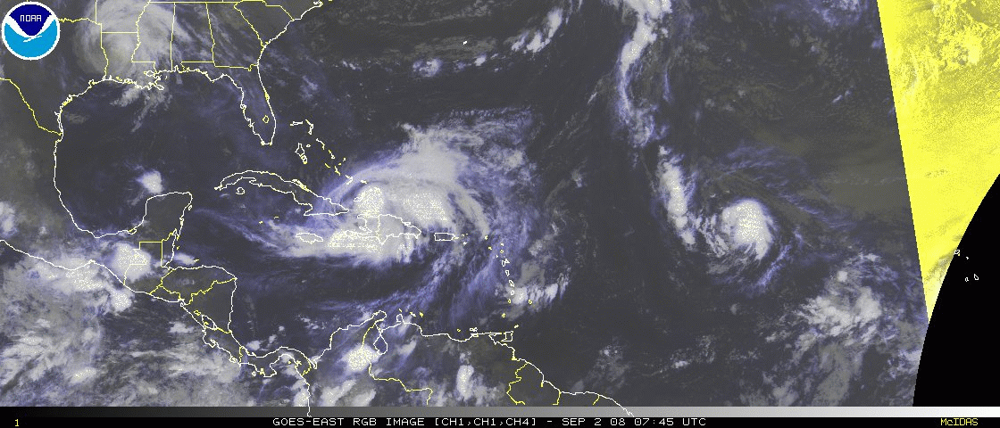 NOAA
1 GOES-EAST RGB IMAGE [CH1,CH1,CH4] - SEP 2 08 07:45 UTC McIDAS